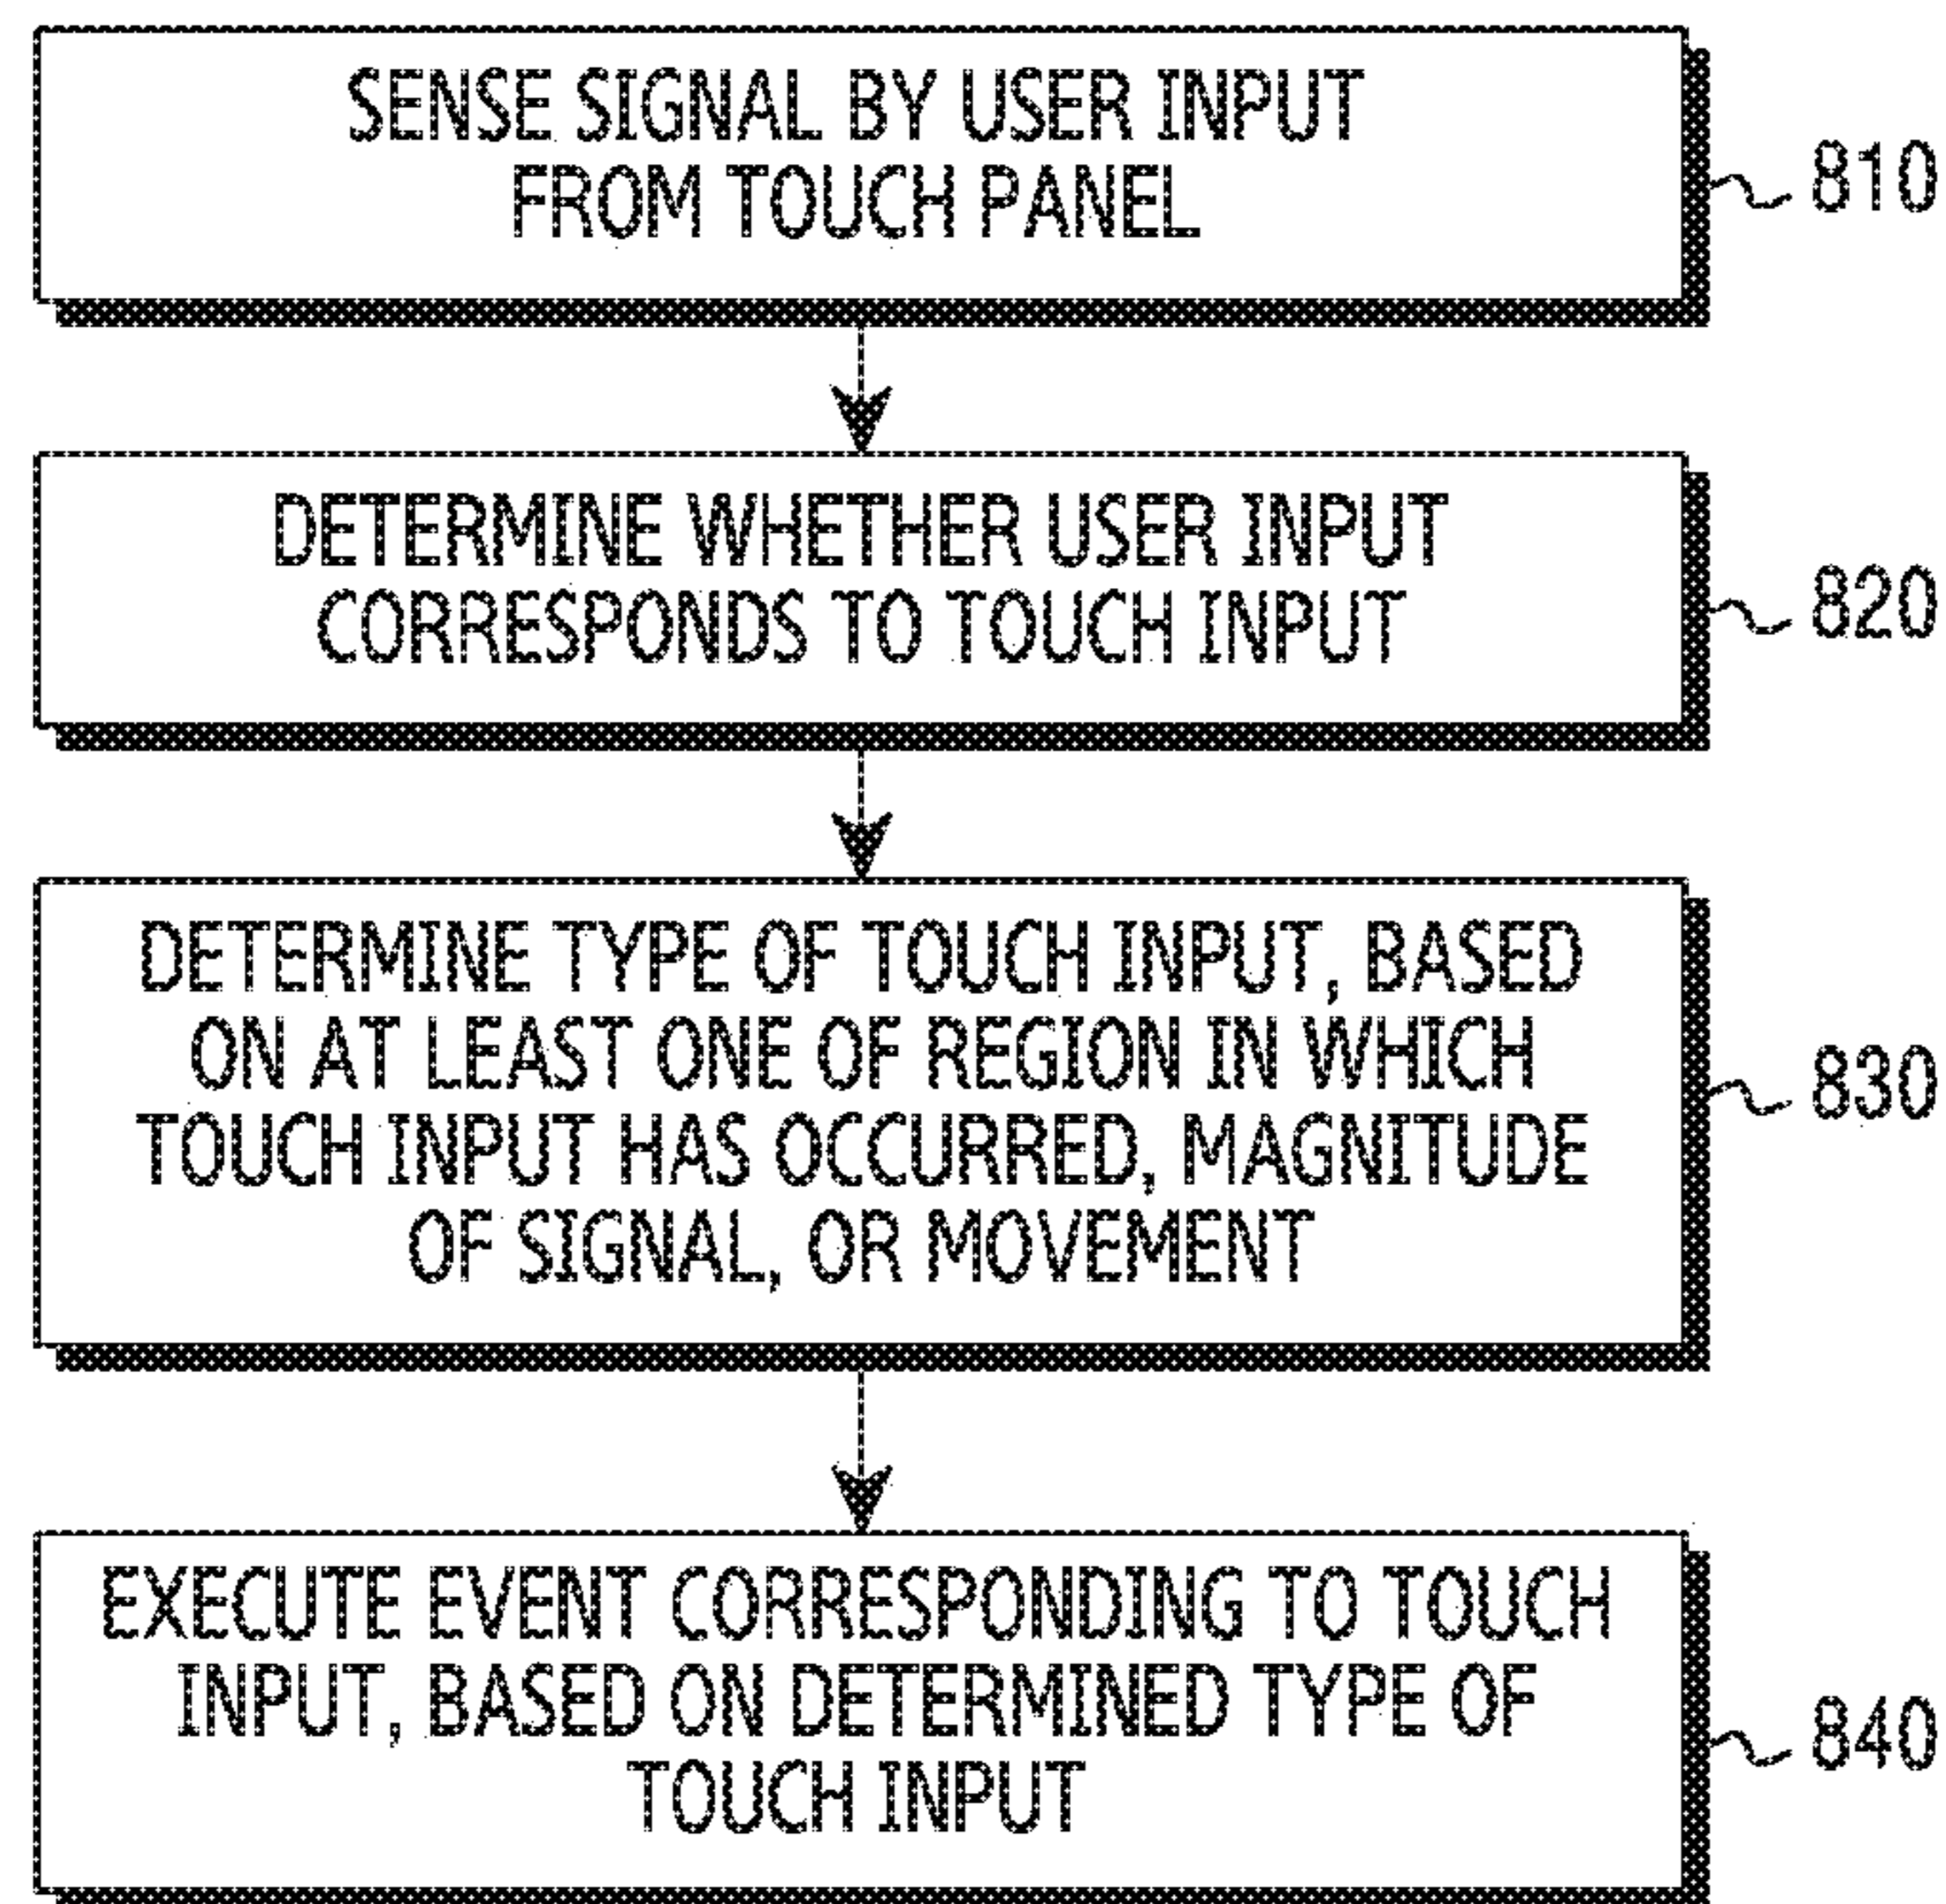 SENSE SIGNAL BY USER INPUT
FROM TOUCH PANEL
810
DETERMINE WHETHER USER INPUT
CORRESPONDS TO TOUCH INPUT
820
DETERMINE TYPE OF TOUCH INPUT, BASED
ON AT LEAST ONE OF REGION IN WHICH
TOUCH INPUT HAS OCCURRED, MAGNITUDE
OF SIGNAL, OR MOVEMENT
830
EXECUTE EVENT CORRESPONDING TO TOUCH
INPUT, BASED ON DETERMINED TYPE OF
TOUCH INPUT
840